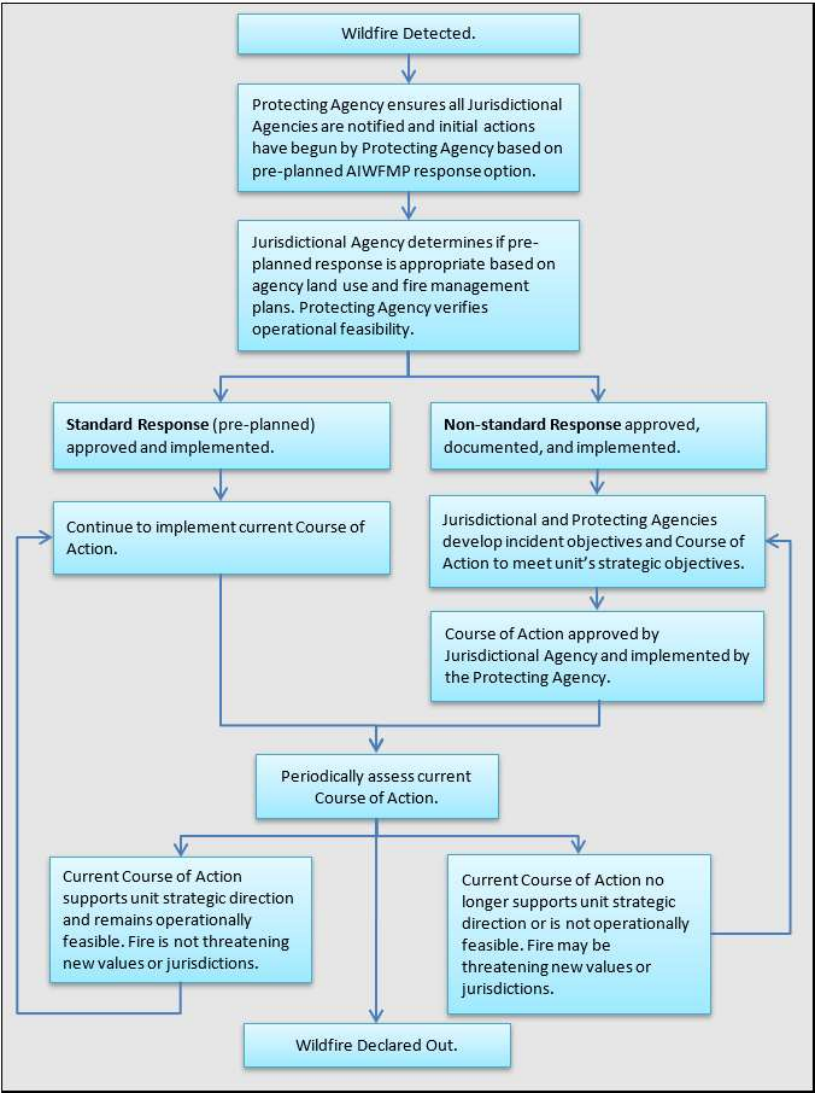 Wildfire Detected.
Protecting Agency ensures all Jurisdictional
Agencies are notified and initial actions
have begun by Protecting Agency based on
pre-planned AIWFMP response option.
Jurisdictional Agency determines if pre-
planned response is appropriate based on
agency land use and fire management
plans. Protecting Agency verifies
operational feasibility.
Standard Response (pre-planned)
approved and implemented.
Non-standard Response approved,
documented, and implemented.
Continue to implement current Course of
Action.
Jurisdictional and Protecting Agencies
develop incident objectives and Course of
Action to meet unit's strategic objectives.
Course of Action approved by
Jurisdictional Agency and implemented by
the Protecting Agency.
Periodically assess current
Course of Action.
Current Course of Action
supports unit strategic direction
and remains operationally
feasible. Fire is not threatening
new values or jurisdictions.
Current Course of Action no
longer supports unit strategic
direction or is not operationally
feasible. Fire may be
threatening new values or
jurisdictions.
Wildfire Declared Out.